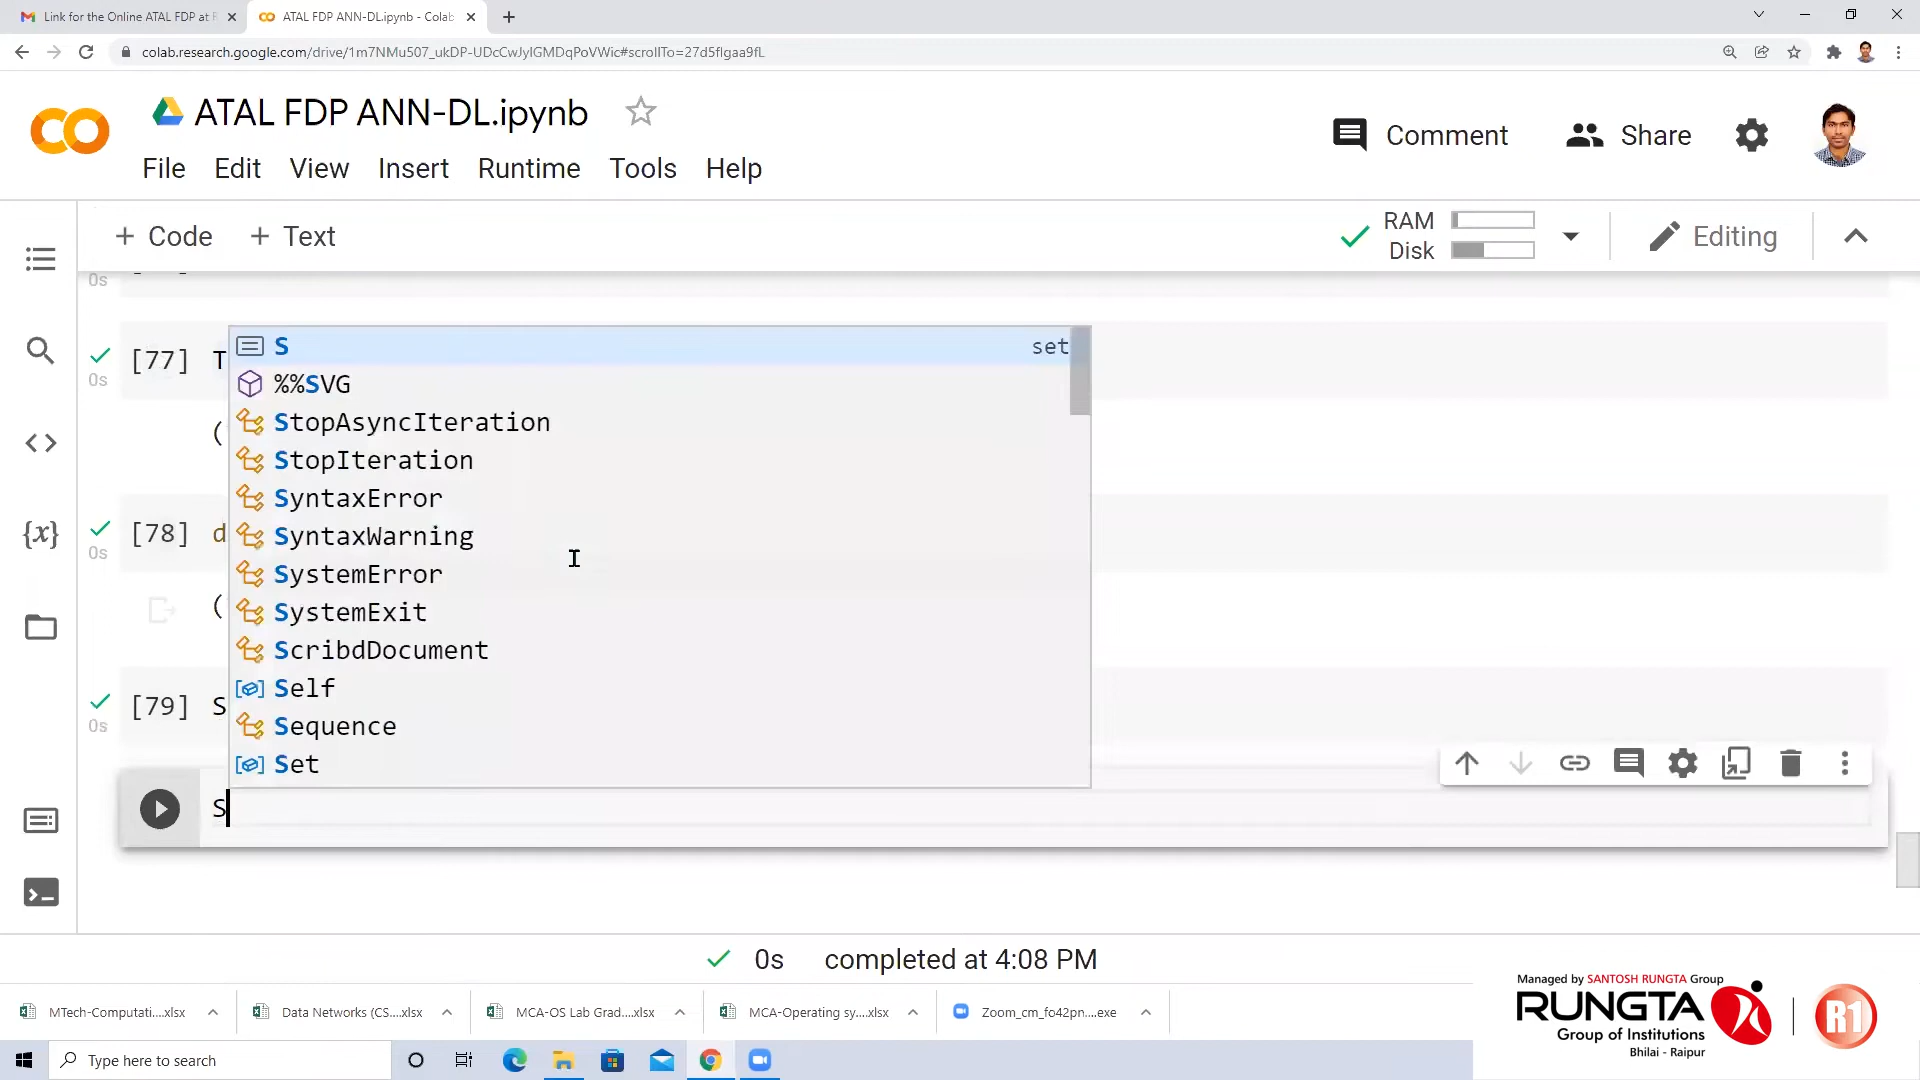 Link for the Online ATAL FDP at R
ATAL FDP ANN-DL.ipynb - Colab
colab.research.google.com/drive/1m7NMu507_ukDP-UDcCwJyIGMDqPoVWic#scrollTo=27d5flgaa9fL
ATAL FDP ANN-DL.ipynb
Comment
Share
File Edit View Insert Runtime Tools Help
+ Code + Text
RAM
Disk
Editing
0s
[77] T
0s
(
S set
%%SVG
StopAsyncIteration
StopIteration
SyntaxError
SyntaxWarning
SystemError
SystemExit
ScribdDocument
Self
Sequence
Set
[78] d
0s
(
[79] S
0s
S
0s completed at 4:08 PM
MTech-Computati....xlsx
Data Networks (CS....xlsx
MCA-OS Lab Grad....xlsx
MCA-Operating sy....xlsx
Zoom_cm_fo42pn....exe
Managed by SANTOSH RUNGTA Group
RUNGTA
Group of Institutions
Bhilai - Raipur
R1
Type here to search